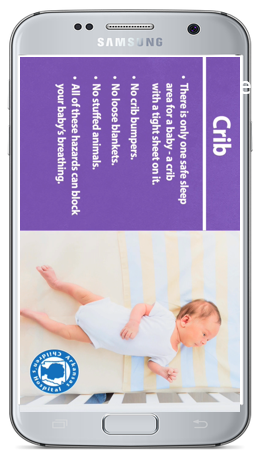 SAMSUNG
e
Crib
• There is only one safe sleep
area for a baby - a crib
with a tight sheet on it.
• No crib bumpers.
• No loose blankets.
• No stuffed animals.
• All of these hazards can block
your baby's breathing.
Arkansas
Children's
Hospital